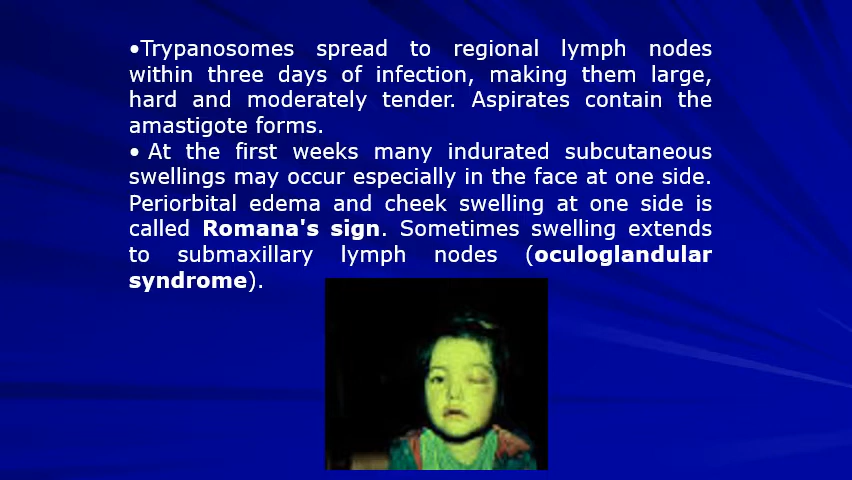 •Trypanosomes spread to regional lymph nodes
within three days of infection, making them large,
hard and moderately tender. Aspirates contain the
amastigote forms.
• At the first weeks many indurated subcutaneous
swellings may occur especially in the face at one side.
Periorbital edema and cheek swelling at one side is
called Romana's sign. Sometimes swelling extends
to submaxillary lymph nodes (oculoglandular
syndrome).